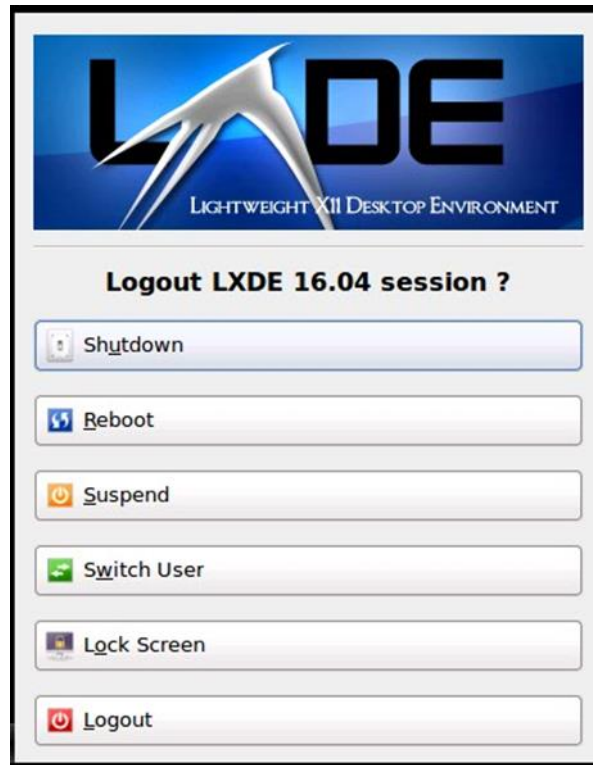 LXDE
LIGHTWEIGHT X11 DESKTOP ENVIRONMENT
Logout LXDE 16.04 session ?
Shutdown
Reboot
Suspend
Switch User
Lock Screen
Logout